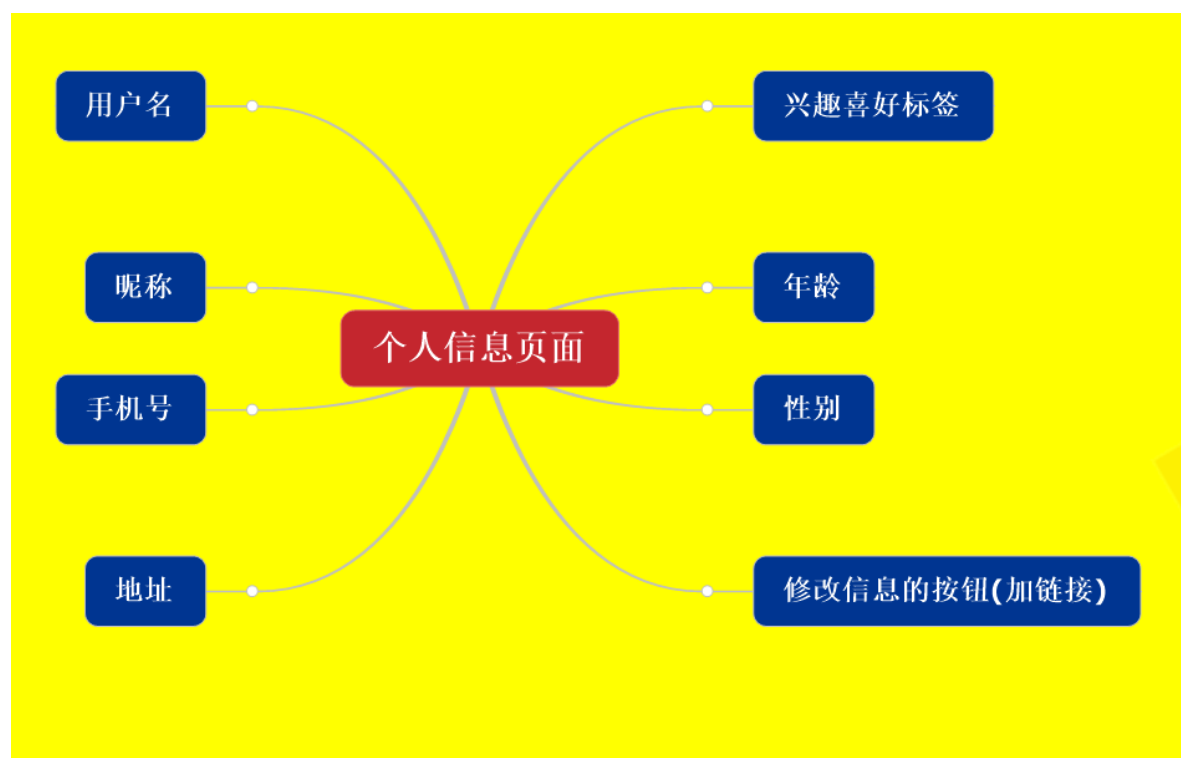 用户名
兴趣喜好标签
昵称
年龄
个人信息页面
手机号
性别
地址
修改信息的按钮(加链接)